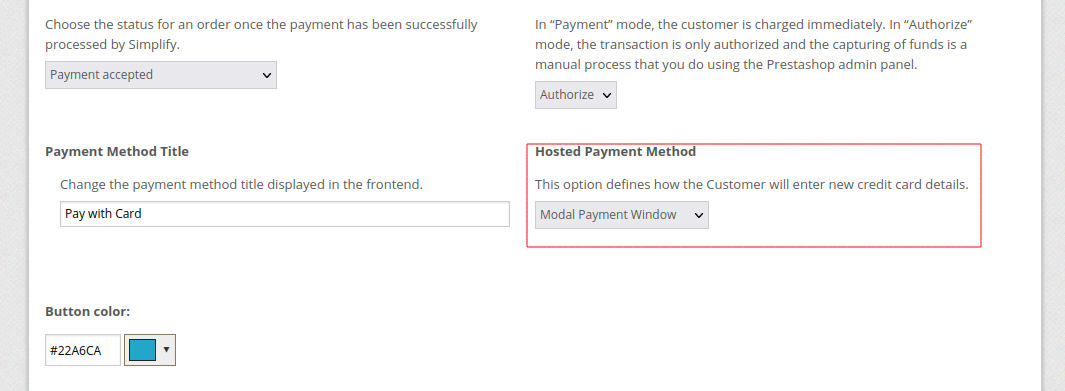 Choose the status for an order once the payment has been successfully
processed by Simplify.
Payment accepted
In “Payment” mode, the customer is charged immediately. In “Authorize”
mode, the transaction is only authorized and the capturing of funds is a
manual process that you do using the Prestashop admin panel.
Authorize
Payment Method Title
Change the payment method title displayed in the frontend.
Pay with Card
Hosted Payment Method
This option defines how the Customer will enter new credit card details.
Modal Payment Window
Button color:
#22A6CA